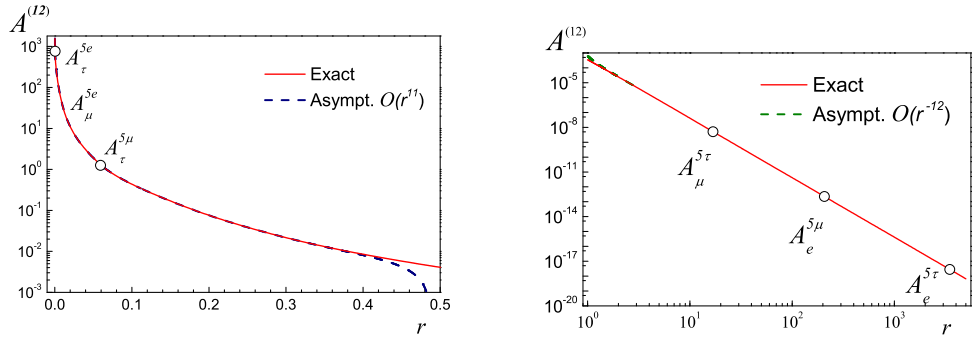 A^(12)
10^3
10^2
10^1
10^0
10^-1
10^-2
10^-3
A_τ^5e
A_μ^5e
A_τ^5μ
Exact
Asympt. O(r^11)
0.0 0.1 0.2 0.3 0.4 0.5
r
A^(12)
10^-5
10^-8
10^-11
10^-14
10^-17
10^-20
Exact
Asympt. O(r^-12)
A_μ^5τ
A_e^5μ
A_e^5τ
10^0 10^1 10^2 10^3
r